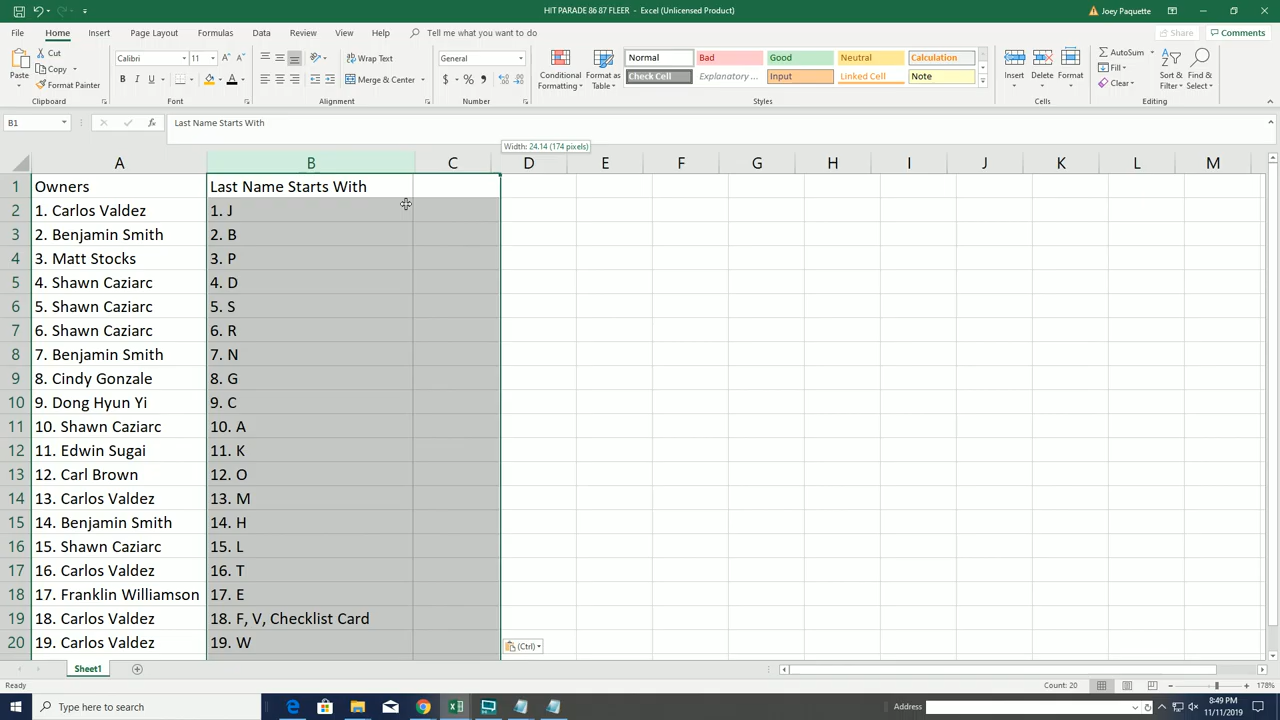 HIT PARADE 86 87 FLEER - Excel (Unlicensed Product)
Joey Paquette
File Home Insert Page Layout Formulas Data Review View Help Tell me what you want to do
Share Comments
Paste
Cut
Copy
Format Painter
Clipboard
Calibri 11
B I U
Font
Wrap Text
Merge & Center
Alignment
General
$ % ,
Number
Conditional Formatting
Format as Table
Normal Bad Good Neutral Calculation
Check Cell Explanatory ... Input Linked Cell Note
Styles
Insert Delete Format
Cells
AutoSum
Fill
Clear
Sort & Filter
Find & Select
Editing
B1 fx Last Name Starts With
Width: 24.14 (174 pixels)
A B C D E F G H I J K L M
1 Owners Last Name Starts With
2 1. Carlos Valdez 1. J
3 2. Benjamin Smith 2. B
4 3. Matt Stocks 3. P
5 4. Shawn Caziarc 4. D
6 5. Shawn Caziarc 5. S
7 6. Shawn Caziarc 6. R
8 7. Benjamin Smith 7. N
9 8. Cindy Gonzale 8. G
10 9. Dong Hyun Yi 9. C
11 10. Shawn Caziarc 10. A
12 11. Edwin Sugai 11. K
13 12. Carl Brown 12. O
14 13. Carlos Valdez 13. M
15 14. Benjamin Smith 14. H
16 15. Shawn Caziarc 15. L
17 16. Carlos Valdez 16. T
18 17. Franklin Williamson 17. E
19 18. Carlos Valdez 18. F, V, Checklist Card
20 19. Carlos Valdez 19. W
(Ctrl)
Sheet1
Ready
Count: 20
178%
Type here to search
Address
8:49 PM
11/11/2019